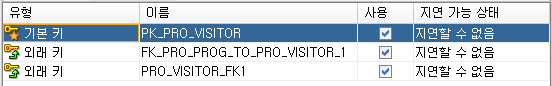 유형 이름 사용 지연 가능 상태
기본 키 PK_PRO_VISITOR 지연할 수 없음
외래 키 FK_PRO_PROG_TO_PRO_VISITOR_1 지연할 수 없음
외래 키 PRO_VISITOR_FK1 지연할 수 없음